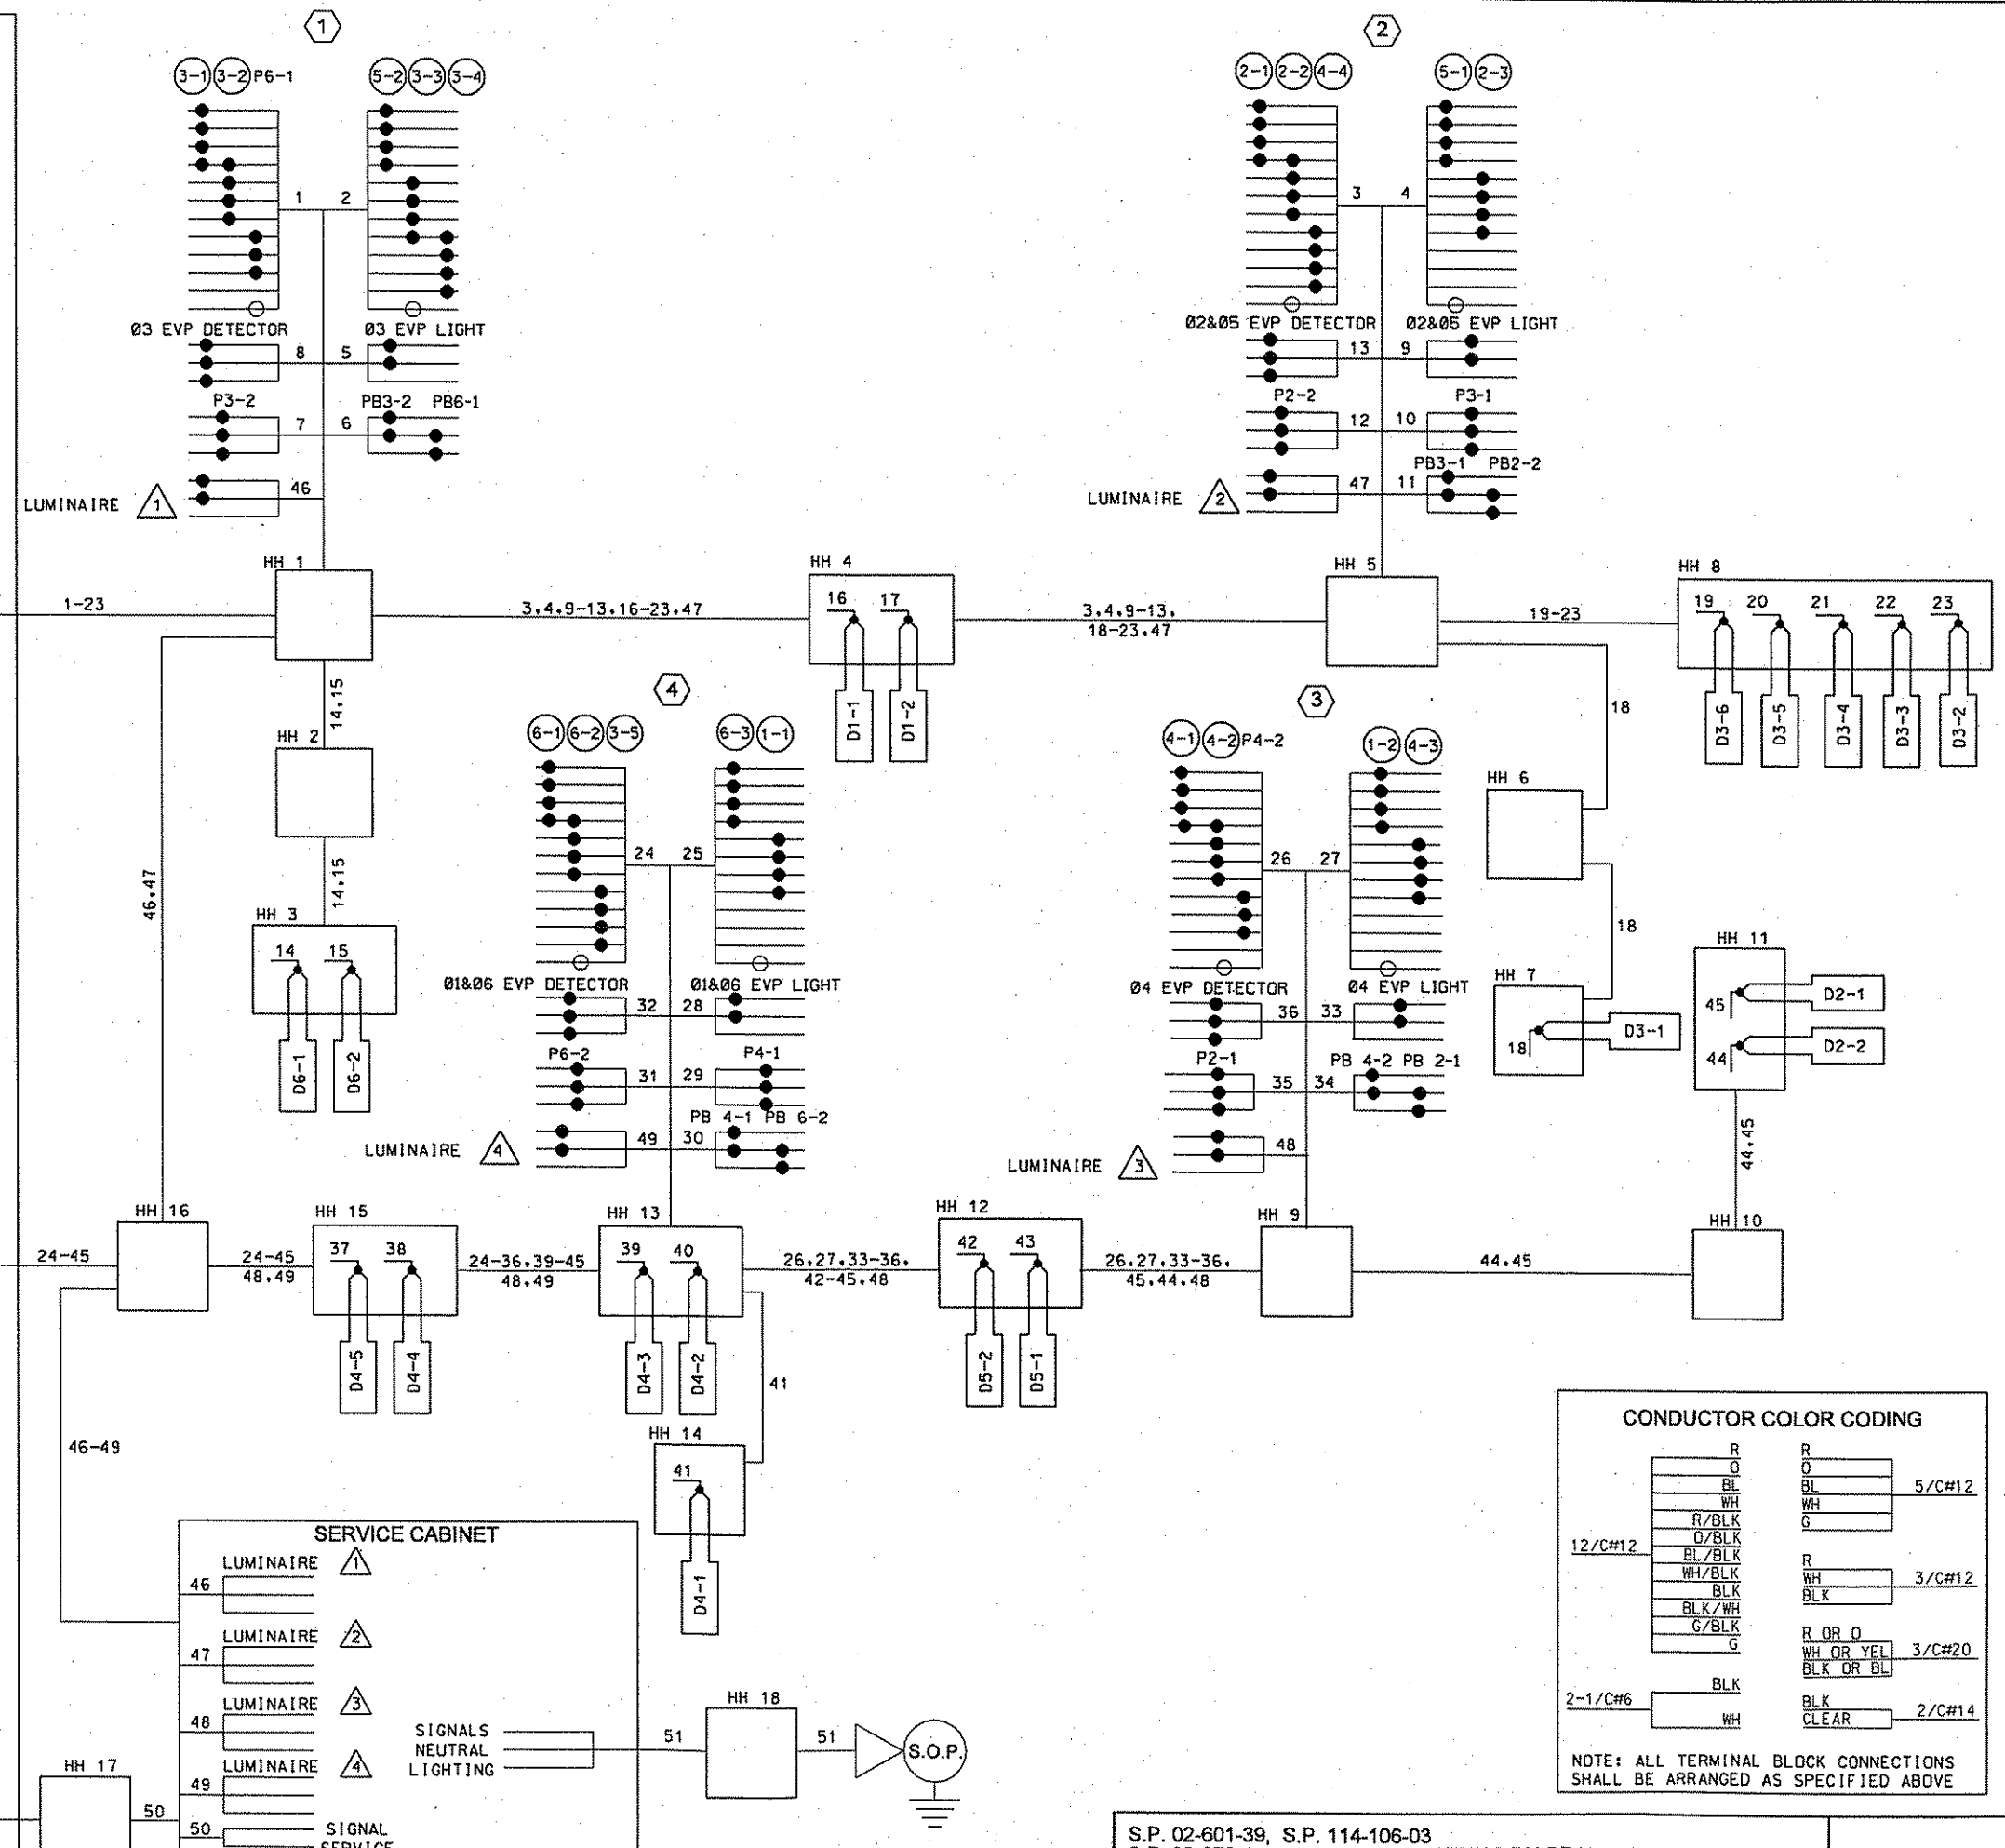 1
2
3-1 3-2 P6-1
5-2 3-3 3-4
2-1 2-2 4-4
5-1 2-3
1 2
3 4
03 EVP DETECTOR
03 EVP LIGHT
02&05 EVP DETECTOR
02&05 EVP LIGHT
8 5
13 9
P3-2
PB3-2 PB6-1
P2-2
P3-1
7 6
12 10
PB3-1 PB2-2
46
47 11
LUMINAIRE 1
LUMINAIRE 2
HH 1
HH 4
HH 5
HH 8
1-23
3,4,9-13,16-23,47
16 17
3,4,9-13,
18-23,47
19-23
19 20 21 22 23
D1-1
D1-2
D3-6
D3-5
D3-4
D3-3
D3-2
14,15
18
HH 2
4
3
6-1 6-2 3-5
6-3 1-1
4-1 4-2 P4-2
1-2 4-3
HH 6
46,47
14,15
24 25
26 27
18
HH 3
14 15
D6-1
D6-2
HH 7
18
D3-1
HH 11
45
D2-1
44
D2-2
01&06 EVP DETECTOR
01&06 EVP LIGHT
04 EVP DETECTOR
04 EVP LIGHT
32 28
36 33
P6-2
P4-1
P2-1
PB 4-2 PB 2-1
31 29
35 34
PB 4-1 PB 6-2
49 30
48
LUMINAIRE 4
LUMINAIRE 3
44,45
HH 16
HH 15
HH 13
HH 12
HH 9
HH 10
24-45
24-45
48,49
37 38
24-36,39-45
48,49
39 40
26,27,33-36,
42-45,48
42 43
26,27,33-36,
45,44,48
44,45
D4-5
D4-4
D4-3
D4-2
D5-2
D5-1
41
46-49
HH 14
41
D4-1
CONDUCTOR COLOR CODING
12/C#12
R
O
BL
WH
R/BLK
O/BLK
BL/BLK
WH/BLK
BLK
BLK/WH
G/BLK
G
2-1/C#6
BLK
WH
R
O
BL
WH
G
5/C#12
R
WH
BLK
3/C#12
R OR O
WH OR YEL
BLK OR BL
3/C#20
BLK
CLEAR
2/C#14
NOTE: ALL TERMINAL BLOCK CONNECTIONS
SHALL BE ARRANGED AS SPECIFIED ABOVE
SERVICE CABINET
LUMINAIRE 1
46
LUMINAIRE 2
47
LUMINAIRE 3
48
LUMINAIRE 4
49
50
SIGNAL
SERVICE
SIGNALS
NEUTRAL
LIGHTING
51
HH 18
51
S.O.P.
HH 17
50
S.P. 02-601-39, S.P. 114-106-03